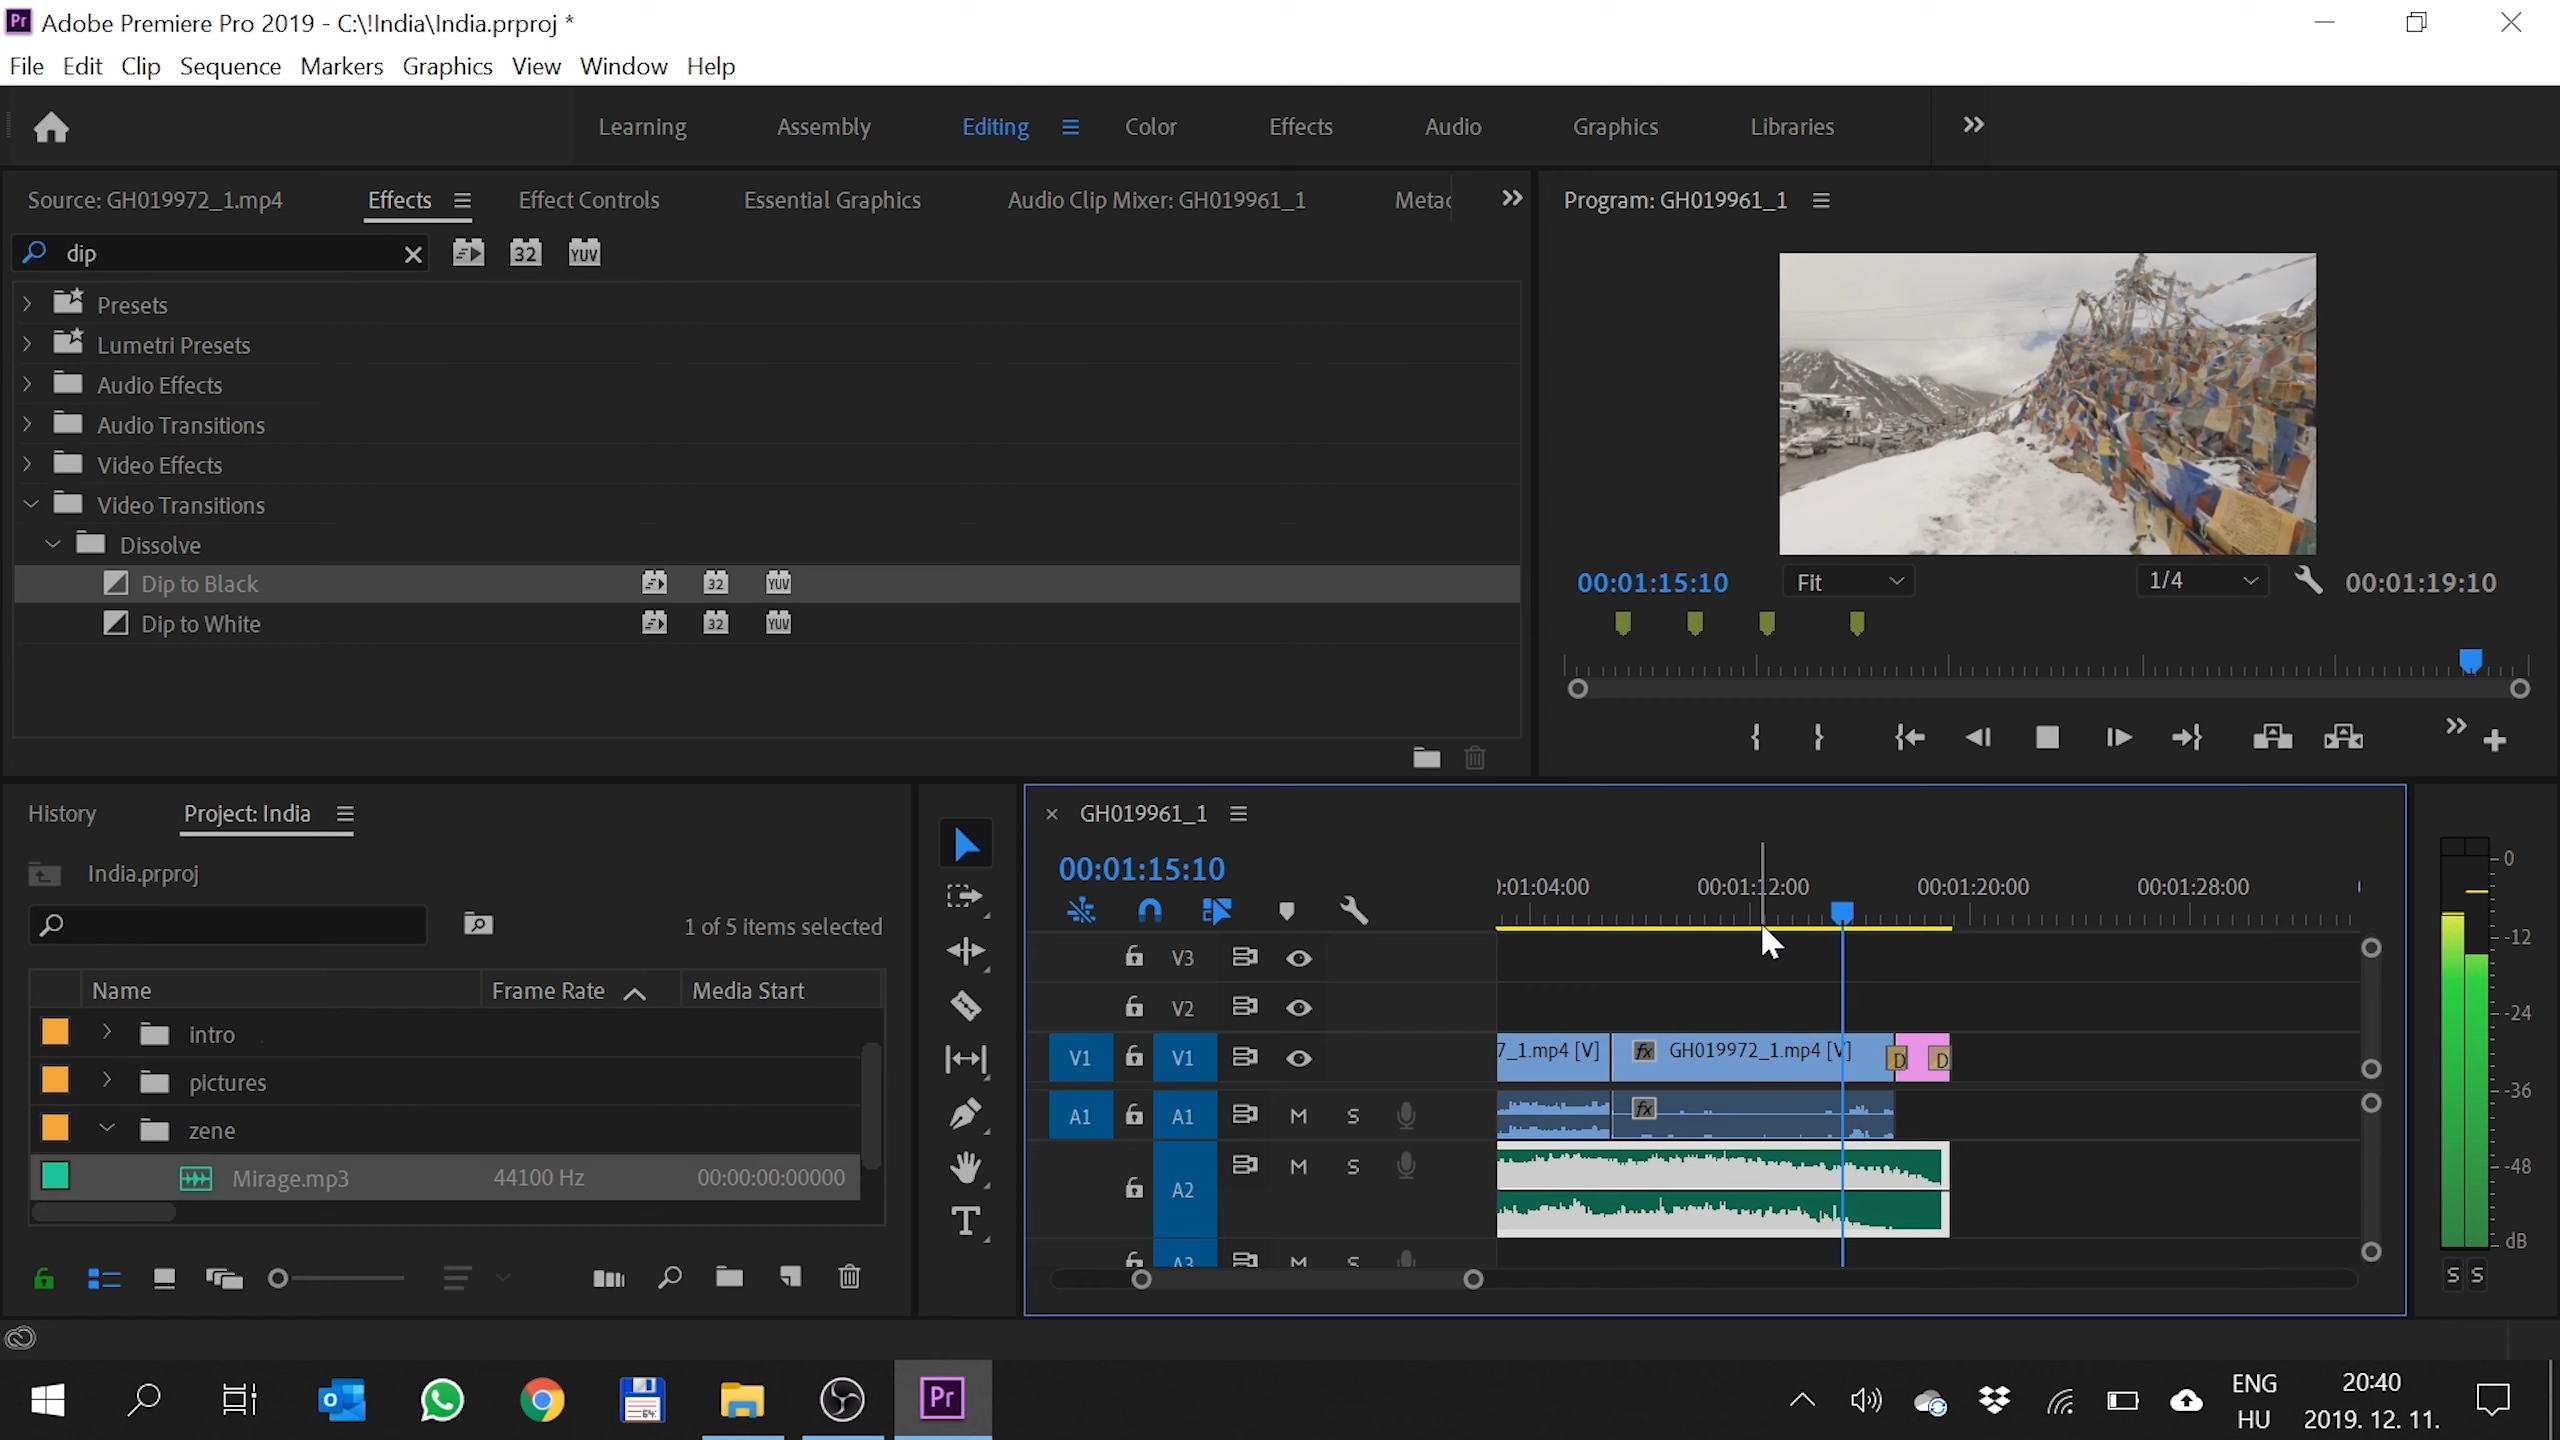 Pr Adobe Premiere Pro 2019 - C:\!India\India.prproj *
File Edit Clip Sequence Markers Graphics View Window Help
Learning Assembly Editing Color Effects Audio Graphics Libraries
Source: GH019972_1.mp4 Effects Effect Controls Essential Graphics Audio Clip Mixer: GH019961_1 Metad
Program: GH019961_1
dip 32 YUV
Presets
Lumetri Presets
Audio Effects
Audio Transitions
Video Effects
Video Transitions
Dissolve
Dip to Black 32 YUV
Dip to White 32 YUV
00:01:15:10 Fit 1/4 00:01:19:10
History Project: India
India.prproj
1 of 5 items selected
Name Frame Rate Media Start
intro
pictures
zene
Mirage.mp3 44100 Hz 00:00:00:00000
GH019961_1
00:01:15:10
:01:04:00 00:01:12:00 00:01:20:00 00:01:28:00
V3
V2
V1 V1 7_1.mp4 [V] fx GH019972_1.mp4 [V] D D
A1 A1 M S fx
A2 M S
A3 M S
0
-12
-24
-36
-48
dB
S S
64
Pr
ENG
HU
20:40
2019. 12. 11.